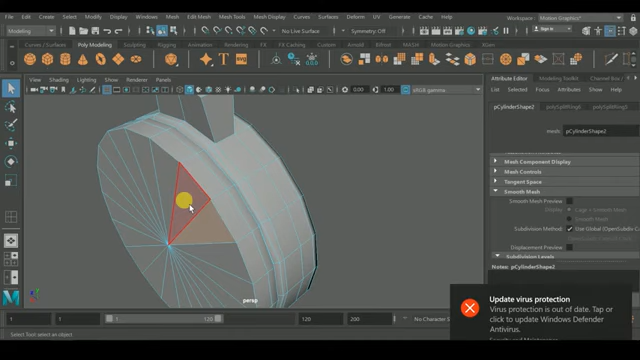 File Edit Create Select Modify Display Windows Mesh Edit Mesh Mesh Tools Mesh Display Curves Surfaces Deform UV Generate Cache
Workspace: Motion Graphics
Modeling
No Live Surface
Symmetry: Off
Sign In
Curves / Surfaces Poly Modeling Sculpting Rigging Animation Rendering FX FX Caching Custom Arnold Bifrost MASH Motion Graphics XGen
View Shading Lighting Show Renderer Panels
0.00
1.00
sRGB gamma
Attribute Editor Modeling Toolkit Channel Box /
List Selected Focus Attributes
pCylinderShape2 polySplitRing6
mesh: pCylinderShape2
Mesh Component Display
Mesh Controls
Tangent Space
Smooth Mesh
Smooth Mesh Preview
Display
Cage + Smooth Mesh
Smooth Mesh
Subdivision Method: Use Global (OpenSubdiv C
Displacement Preview
Subdivision Levels
Notes: pCylinderShape2
persp
Update virus protection
Virus protection is out of date. Tap or
click to update Windows Defender
Antivirus.
Security and Maintenance
1 1 1 120 120 200 No Character S
Select Tool: select an object